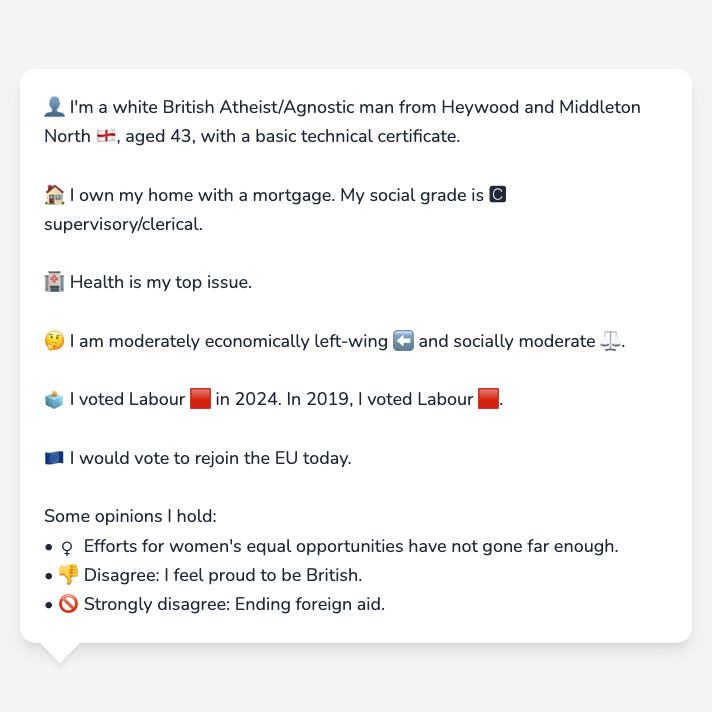 👤 I'm a white British Atheist/Agnostic man from Heywood and Middleton
North 🏴󠁧󠁢󠁥󠁮󠁧󠁿, aged 43, with a basic technical certificate.
🏠 I own my home with a mortgage. My social grade is 🅲
supervisory/clerical.
🏥 Health is my top issue.
🤔 I am moderately economically left-wing ⬅️ and socially moderate ⚖️.
🗳️ I voted Labour 🟥 in 2024. In 2019, I voted Labour 🟥.
🇪🇺 I would vote to rejoin the EU today.
Some opinions I hold:
• ♀ Efforts for women's equal opportunities have not gone far enough.
• 👎 Disagree: I feel proud to be British.
• 🚫 Strongly disagree: Ending foreign aid.